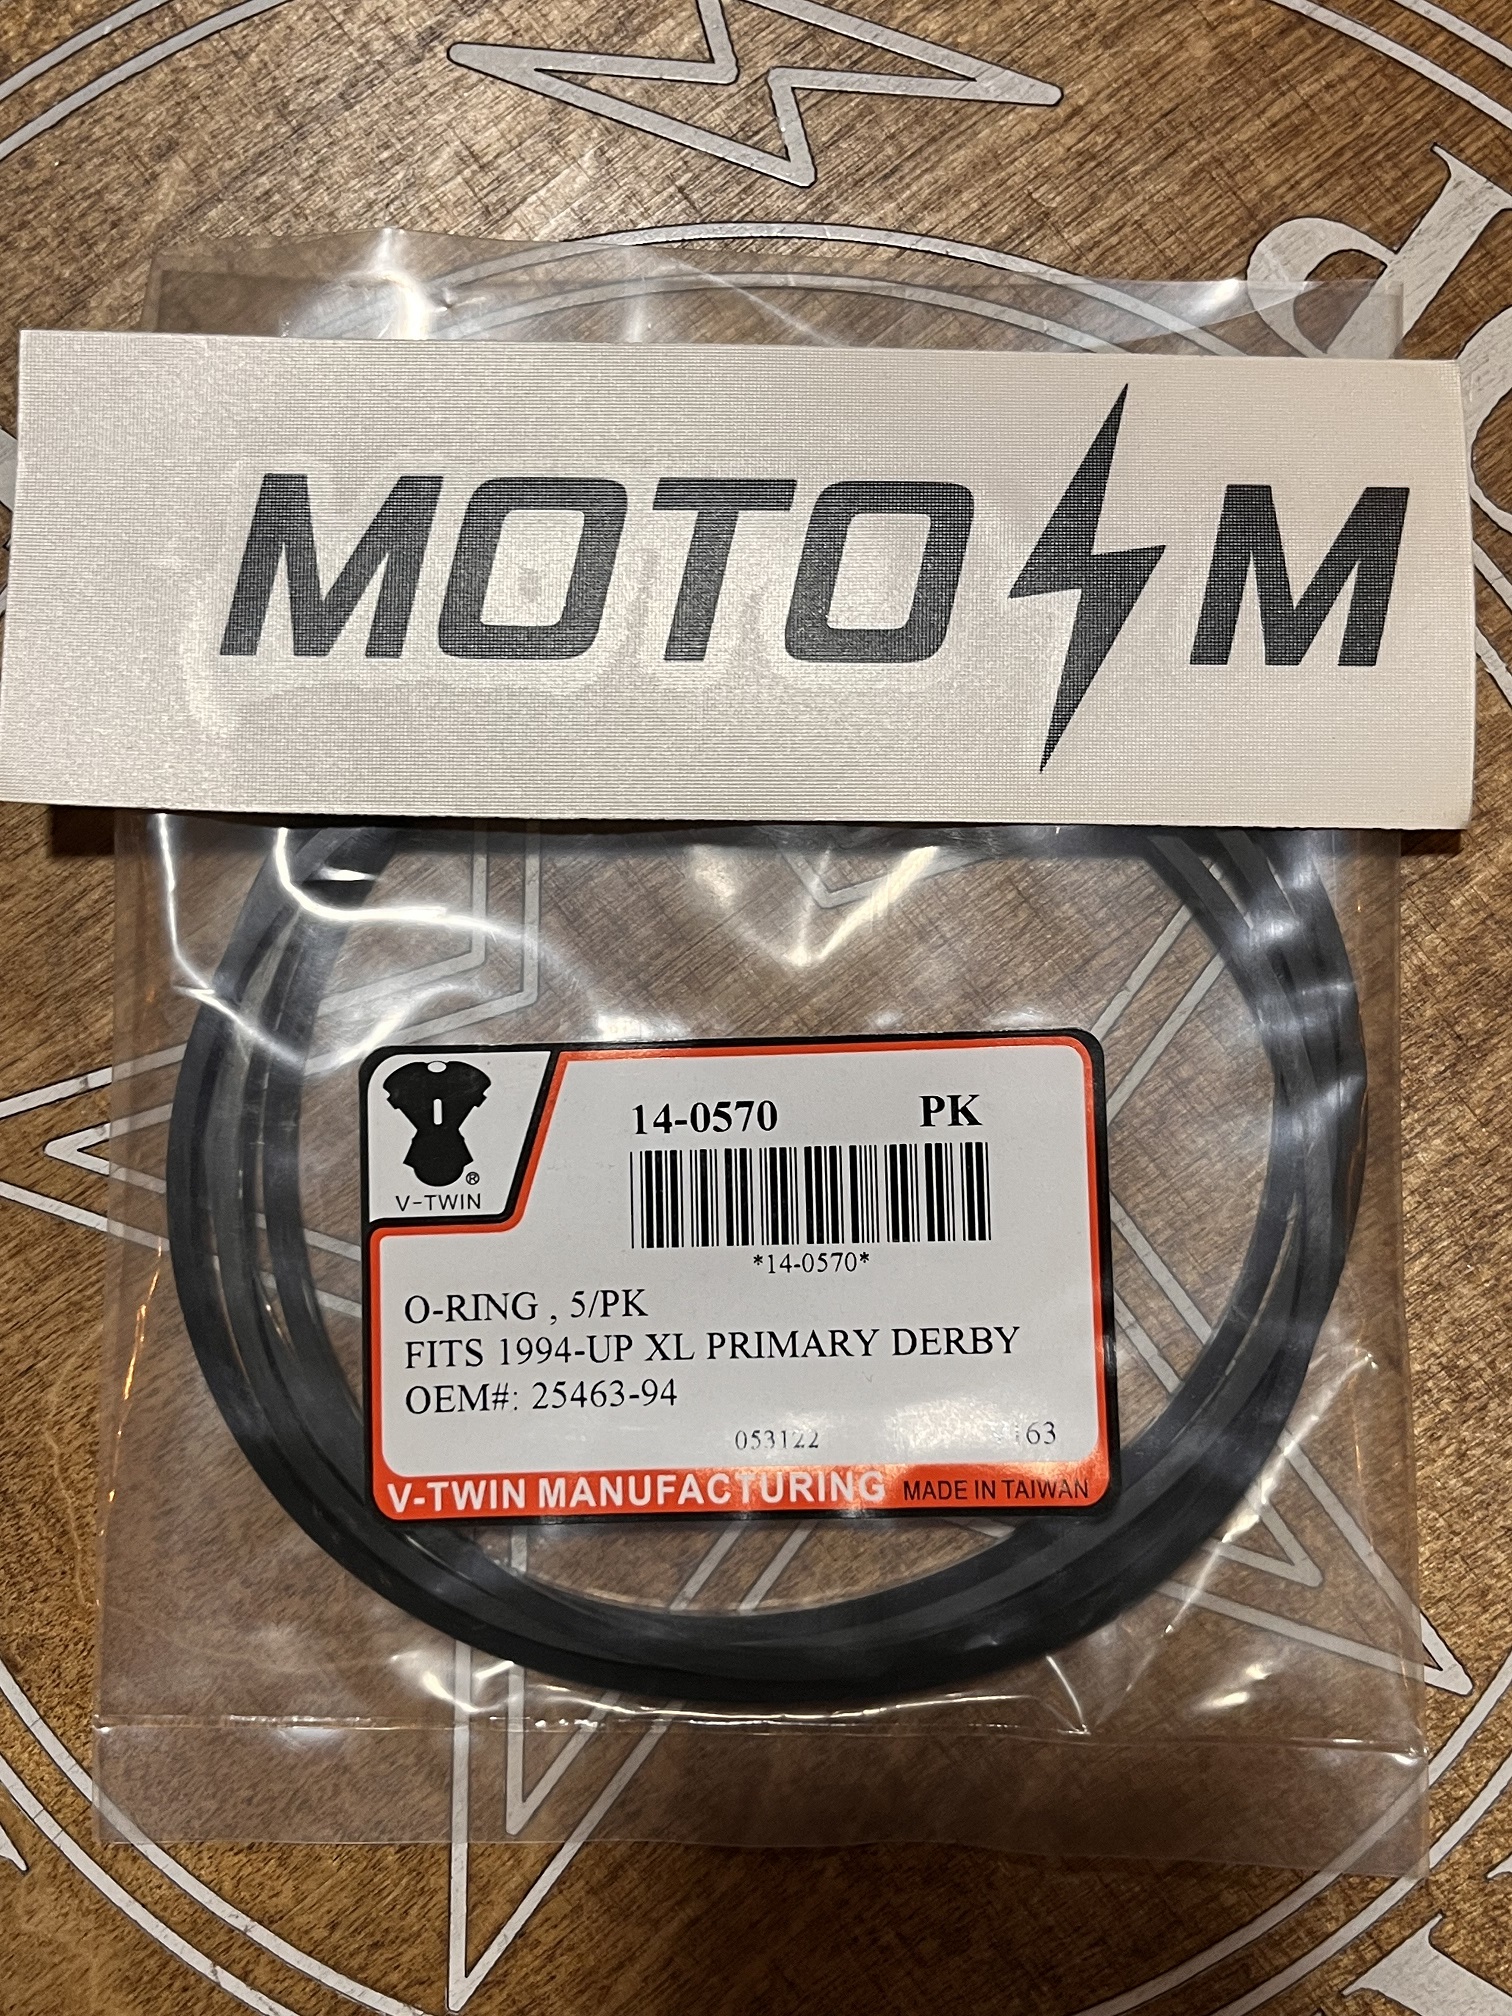 MOTO M
14-0570 PK
*14-0570*
® 
V-TWIN
O-RING , 5/PK
FITS 1994-UP XL PRIMARY DERBY
OEM#: 25463-94
053122 63
V-TWIN MANUFACTURING MADE IN TAIWAN